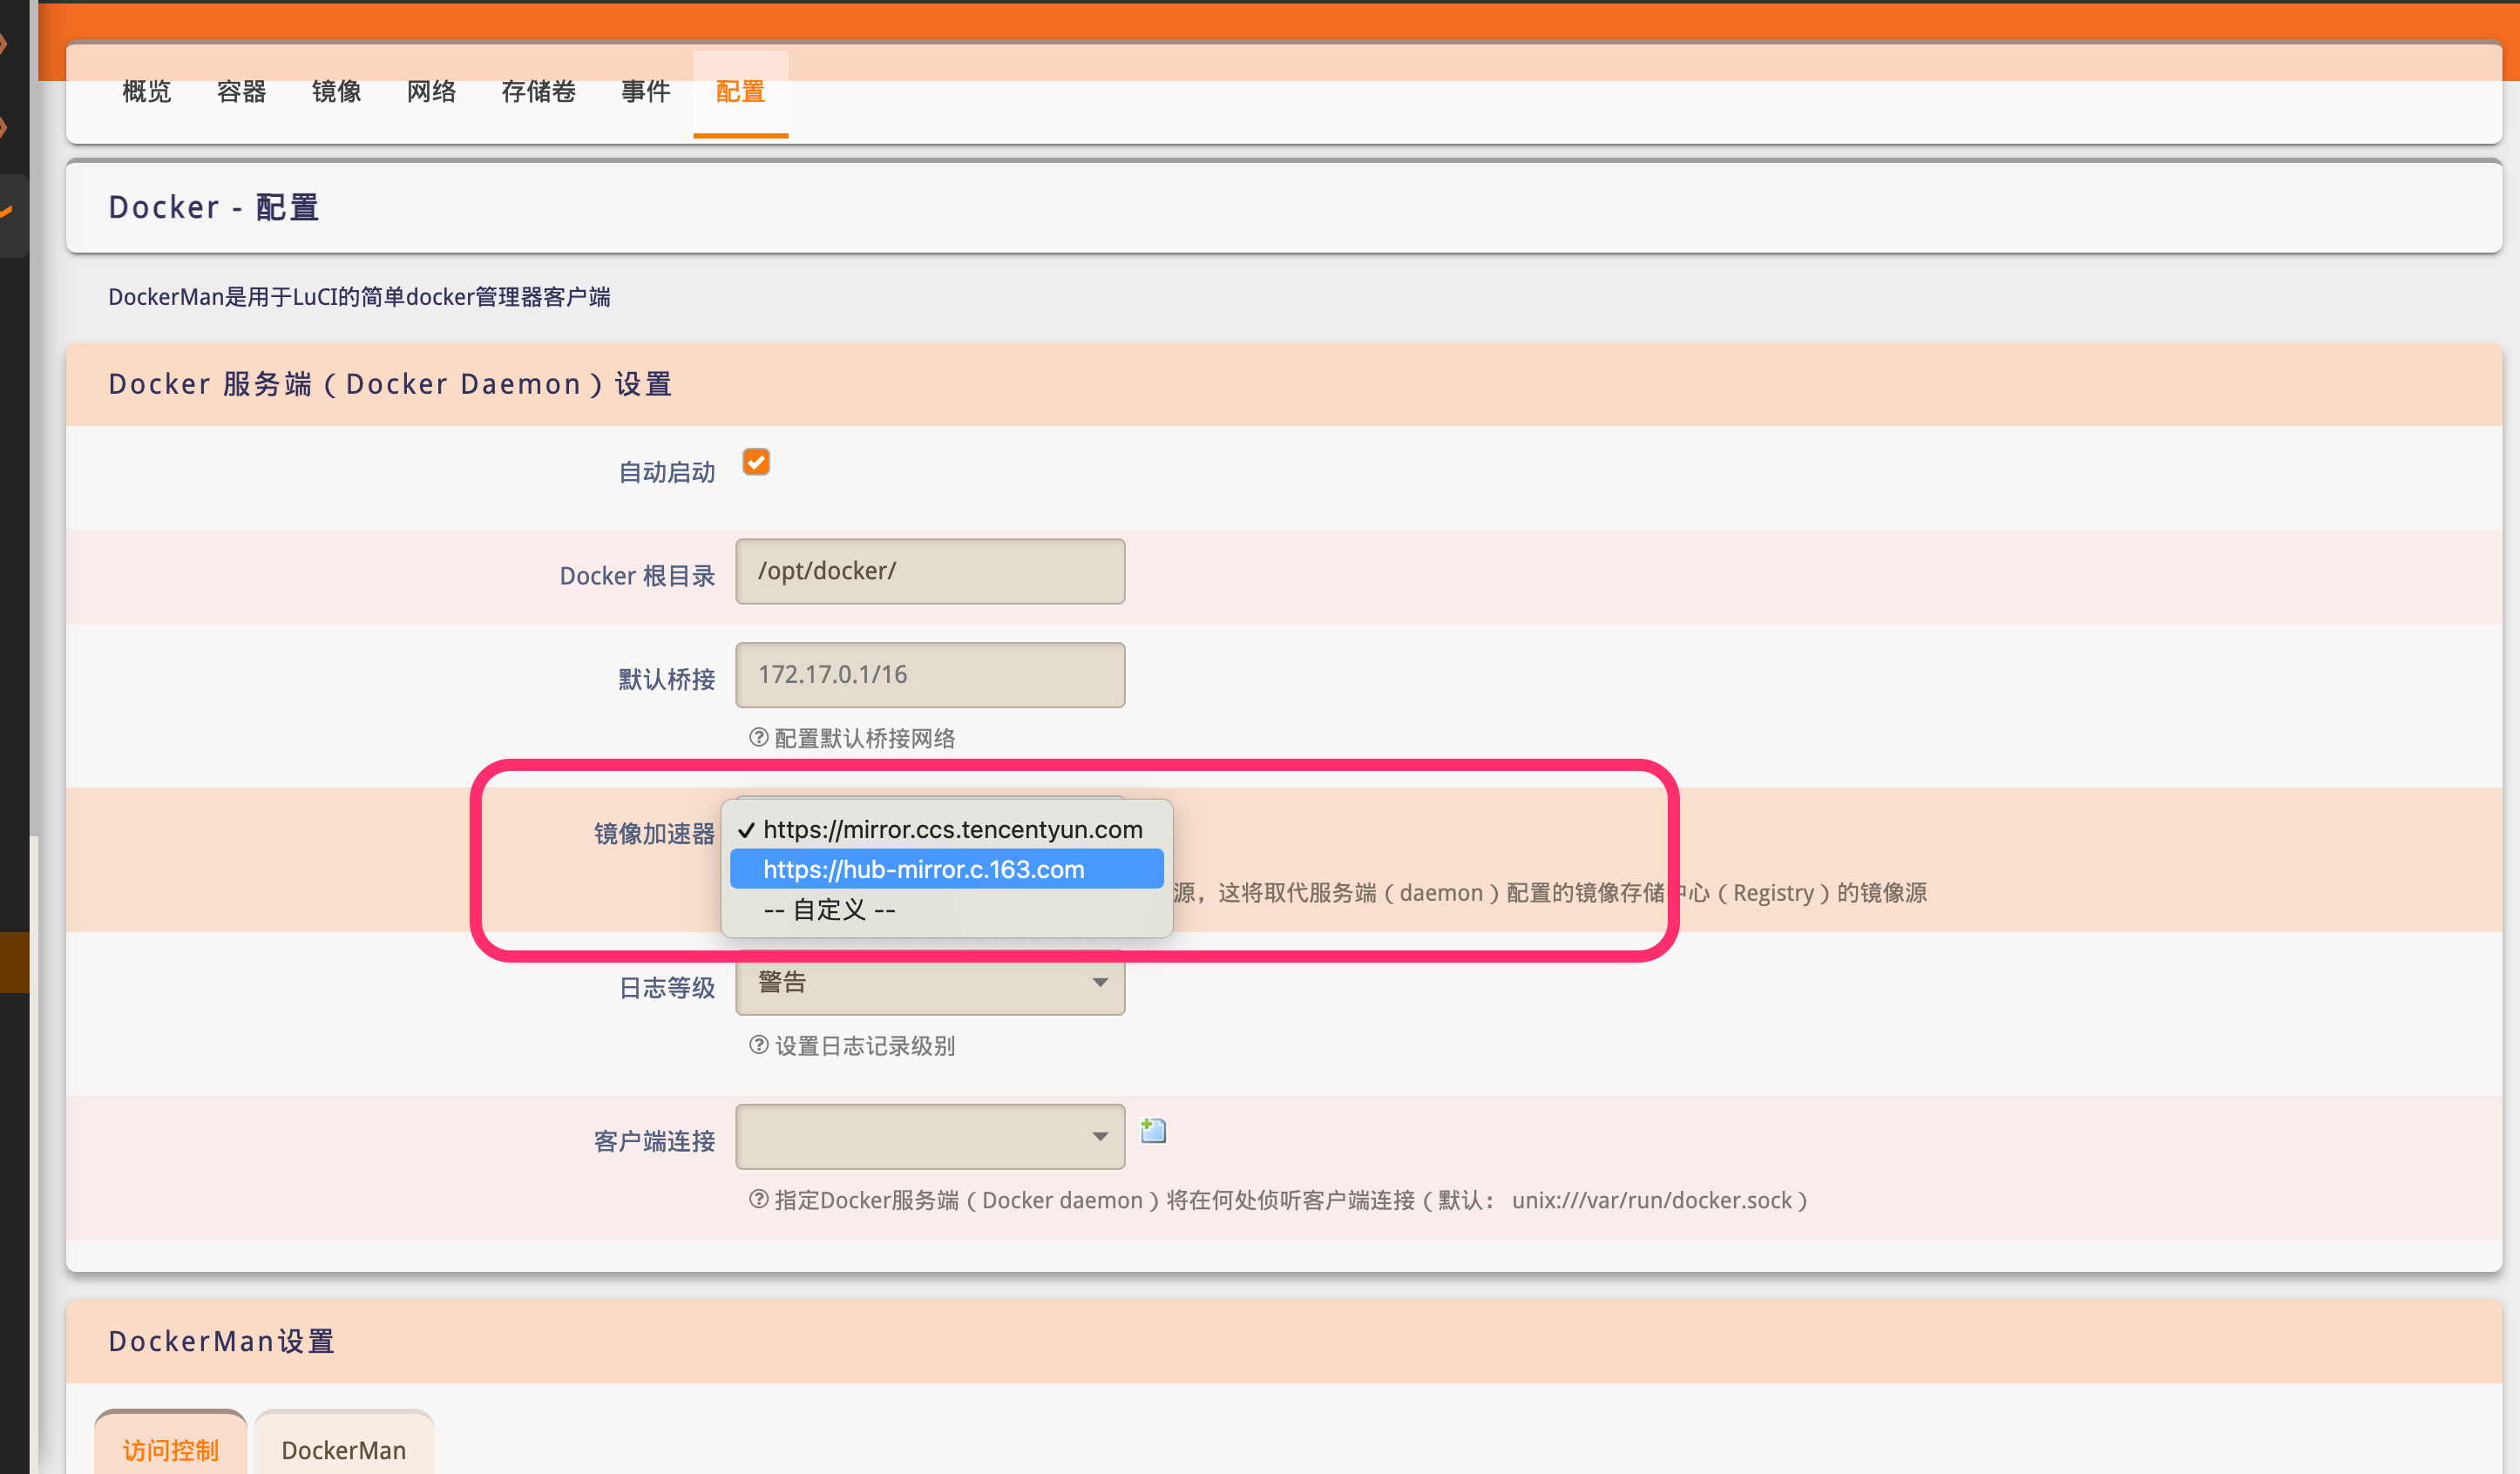 概览 容器 镜像 网络 存储卷 事件 配置
Docker - 配置
DockerMan是用于LuCI的简单docker管理器客户端
Docker 服务端（Docker Daemon）设置
自动启动
Docker 根目录 /opt/docker/
默认桥接 172.17.0.1/16
配置默认桥接网络
镜像加速器 https://mirror.ccs.tencentyun.com
https://hub-mirror.c.163.com
源，这将取代服务端（daemon）配置的镜像存储中心（Registry）的镜像源
-- 自定义 --
日志等级 警告
设置日志记录级别
客户端连接
指定Docker服务端（Docker daemon）将在何处侦听客户端连接（默认： unix:///var/run/docker.sock）
DockerMan设置
访问控制 DockerMan